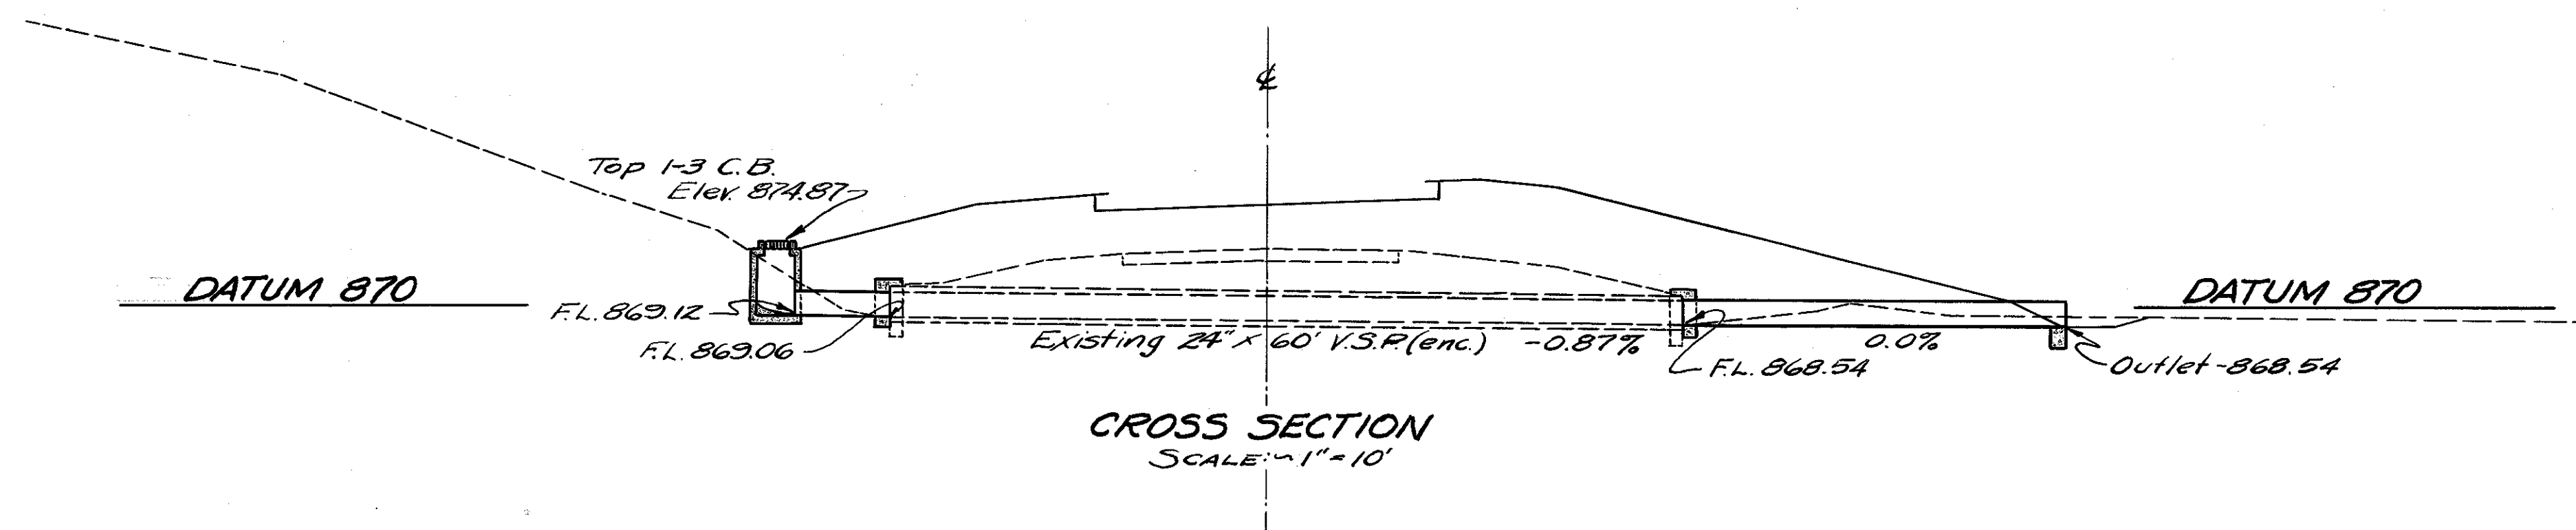 ℄
Top 1-3 C.B.
Elev. 874.87
DATUM 870
DATUM 870
F.L. 869.12
F.L. 869.06
Existing 24" x 60' V.S.P. (enc.) -0.87%
0.0%
F.L. 868.54
Outlet-868.54
CROSS SECTION
SCALE:~ 1" = 10'